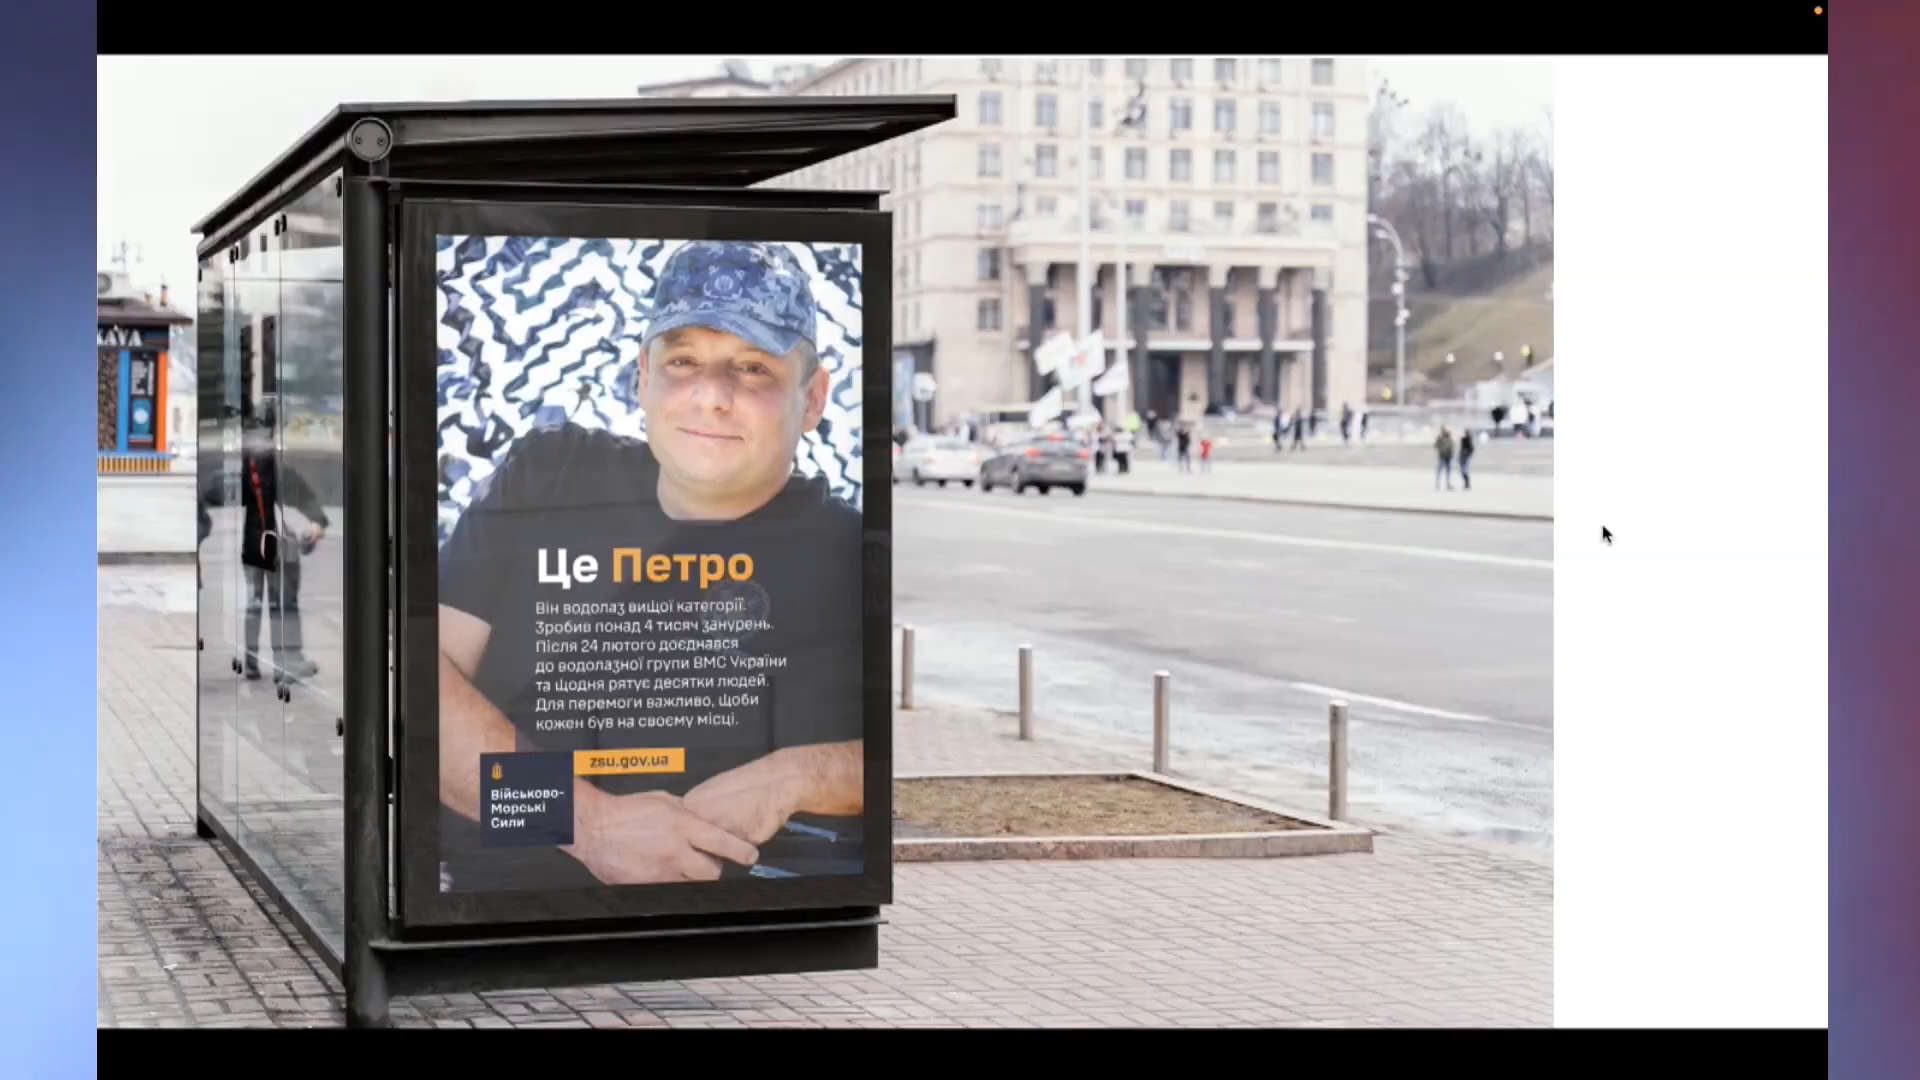 KAVA
Це Петро
Він водолаз вищої категорії.
Зробив понад 4 тисяч занурень.
Після 24 лютого доєднався
до водолазної групи ВМС України
та щодня рятує десятки людей.
Для перемоги важливо, щоби
кожен був на своєму місці.
zsu.gov.ua
Військово-
Морські
Сили